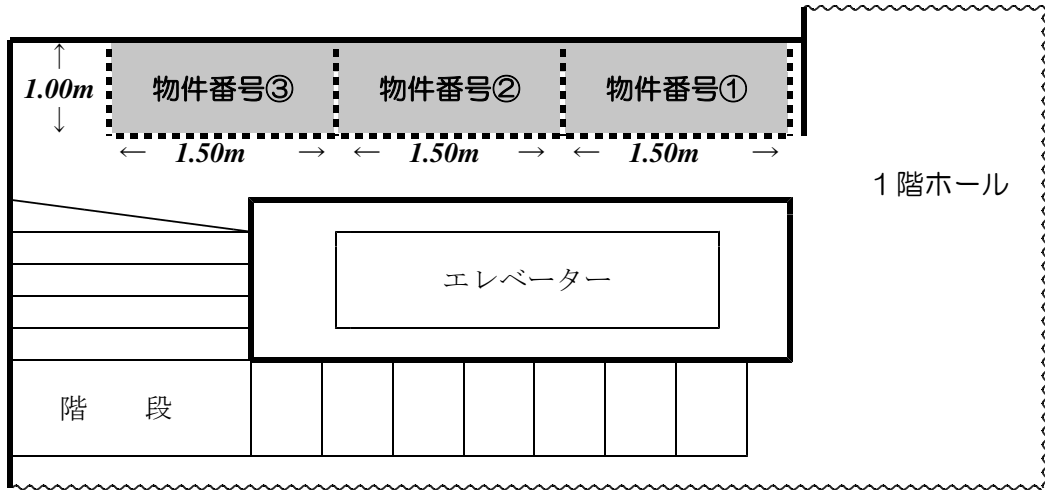 ↑
1.00m
↓
物件番号③ 物件番号② 物件番号①
← 1.50m → ← 1.50m → ← 1.50m →
1階ホール
エレベーター
階　段